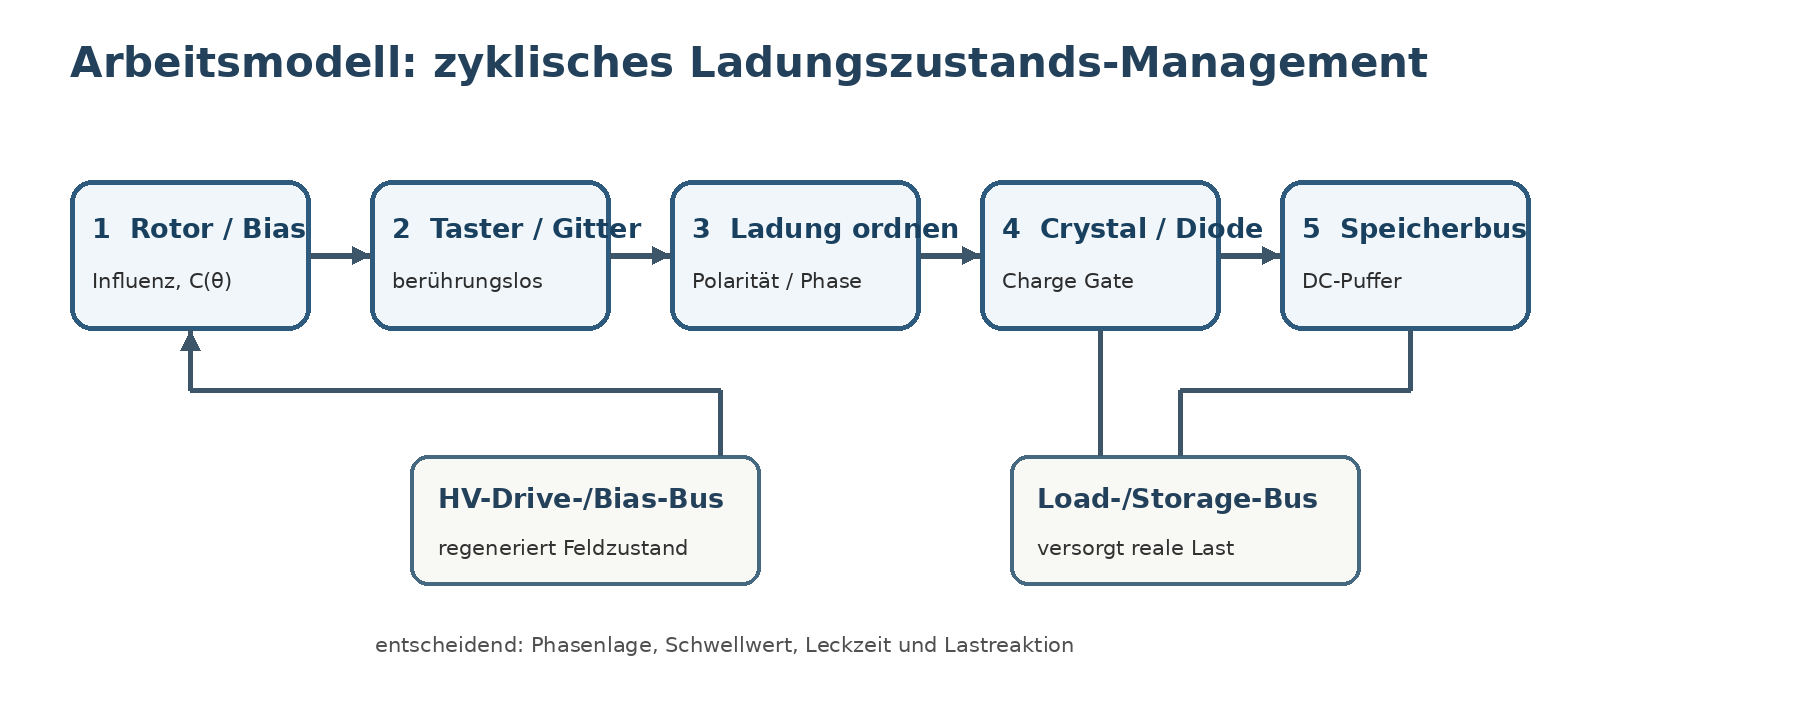 Arbeitsmodell: zyklisches Ladungszustands-Management
1 Rotor / Bias
Influenz, C(θ)
2 Taster / Gitter
berührungslos
3 Ladung ordnen
Polarität / Phase
4 Crystal / Diode
Charge Gate
5 Speicherbus
DC-Puffer
HV-Drive-/Bias-Bus
regeneriert Feldzustand
Load-/Storage-Bus
versorgt reale Last
entscheidend: Phasenlage, Schwellwert, Leckzeit und Lastreaktion